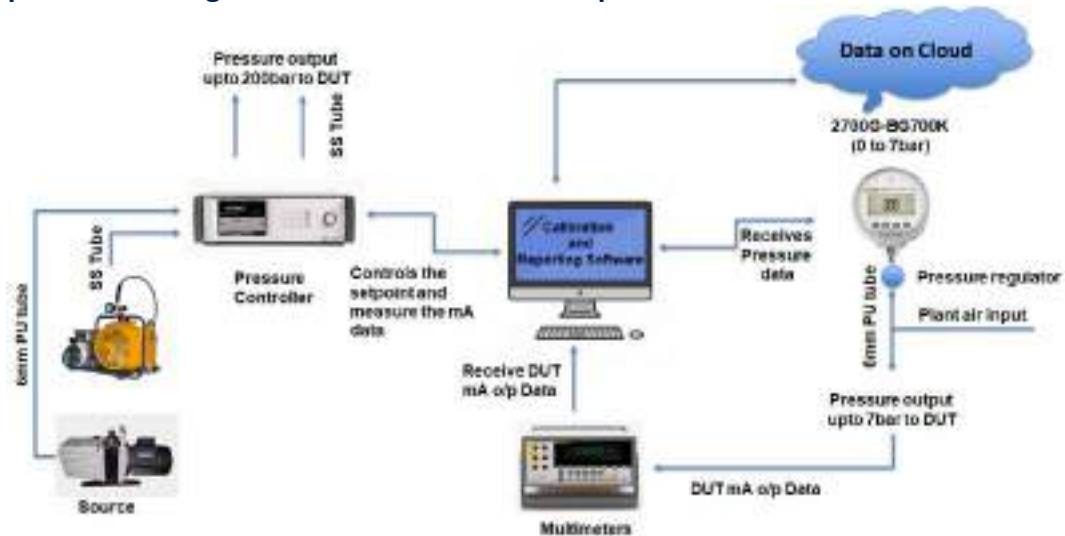 Pressure output
upto 200bar to DUT
SS Tube
Data on Cloud
2700G-BG700K
(0 to 7bar)
6mm PU tube
SS Tube
Pressure
Controller
Controls the
setpoint and
measure the mA
data
Calibration
and
Reporting Software
Receives
Pressure
data
6mm PU tube
Pressure regulator
Plant air input
Receive DUT
mA o/p Data
Pressure output
upto 7bar to DUT
DUT mA o/p Data
Source
Multimeters